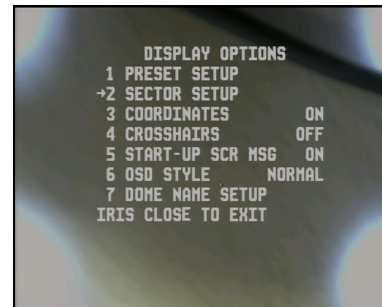 DISPLAY OPTIONS
1 PRESET SETUP
→2 SECTOR SETUP
3 COORDINATES ON
4 CROSSHAIRS OFF
5 START-UP SCR MSG ON
6 OSD STYLE NORMAL
7 DOME NAME SETUP
IRIS CLOSE TO EXIT